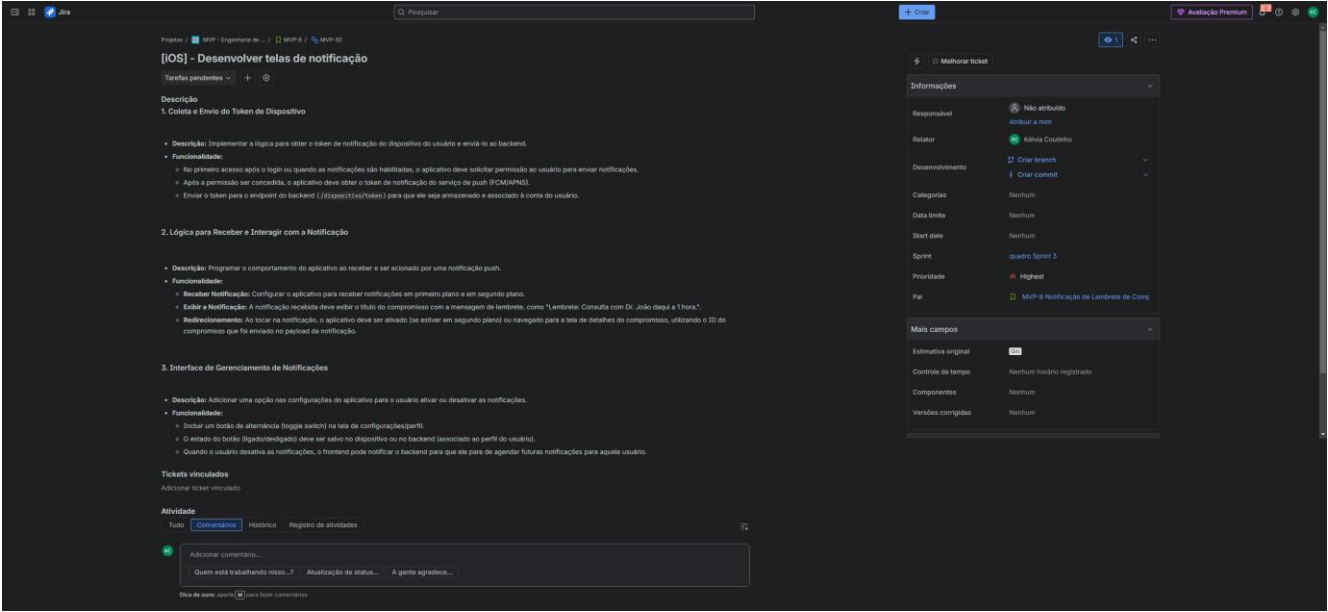 Jira
Pesquisar
+ Criar
Avaliação Premium
KC
Projetos / MVP - Engenharia de ... / MVP-8 / MVP-30
1
[iOS] - Desenvolver telas de notificação
Tarefas pendentes
Melhorar ticket
Descrição
1. Coleta e Envio do Token de Dispositivo
• Descrição: Implementar a lógica para obter o token de notificação do dispositivo do usuário e enviá-lo ao backend.
• Funcionalidade:
No primeiro acesso após o login ou quando as notificações são habilitadas, o aplicativo deve solicitar permissão ao usuário para enviar notificações.
Após a permissão ser concedida, o aplicativo deve obter o token de notificação do serviço de push (FCM/APNS).
Enviar o token para o endpoint do backend (/dispositivo/token) para que ele seja armazenado e associado à conta do usuário.
2. Lógica para Receber e Interagir com a Notificação
• Descrição: Programar o comportamento do aplicativo ao receber e ser acionado por uma notificação push.
• Funcionalidade:
Receber Notificação: Configurar o aplicativo para receber notificações em primeiro plano e em segundo plano.
Exibir a Notificação: A notificação recebida deve exibir o título do compromisso com a mensagem de lembrete, como "Lembrete: Consulta com Dr. João daqui a 1 hora.".
Redirecionamento: Ao tocar na notificação, o aplicativo deve ser ativado (se estiver em segundo plano) ou navegado para a tela de detalhes do compromisso, utilizando o ID do
compromisso que foi enviado no payload da notificação.
3. Interface de Gerenciamento de Notificações
• Descrição: Adicionar uma opção nas configurações do aplicativo para o usuário ativar ou desativar as notificações.
• Funcionalidade:
Incluir um botão de alternância (toggle switch) na tela de configurações/perfil.
O estado do botão (ligado/desligado) deve ser salvo no dispositivo ou no backend (associado ao perfil do usuário).
Quando o usuário desativa as notificações, o frontend pode notificar o backend para que ele pare de agendar futuras notificações para aquele usuário.
Tickets vinculados
Adicionar ticket vinculado
Atividade
Tudo Comentários Histórico Registro de atividades
KC
Adicionar comentário...
Quem está trabalhando nisso...? Atualização de status... A gente agradece...
Dica de ouro: aperte M para fazer comentários
Informações
Responsável Não atribuído
Atribuir a mim
Relator KC Kélvia Coutinho
Desenvolvimento Criar branch
Criar commit
Categorias Nenhum
Data limite Nenhum
Start date Nenhum
Sprint quadro Sprint 3
Prioridade Highest
Pai MVP-8 Notificação de Lembrete de Comp
Mais campos
Estimativa original 0m
Controle de tempo Nenhum horário registrado
Componentes Nenhum
Versões corrigidas Nenhum